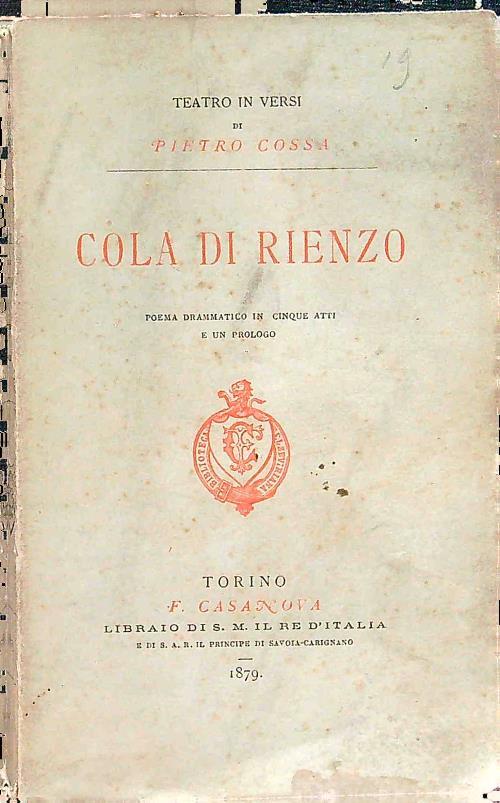 19
TEATRO IN VERSI
DI
PIETRO COSSA
COLA DI RIENZO
POEMA DRAMMATICO IN CINQUE ATTI
E UN PROLOGO
BIBLIOTECA
TORINO
F. CASANOVA
LIBRAIO DI S. M. IL RE D'ITALIA
E DI S. A. R. IL PRINCIPE DI SAVOIA-CARIGNANO
1879.